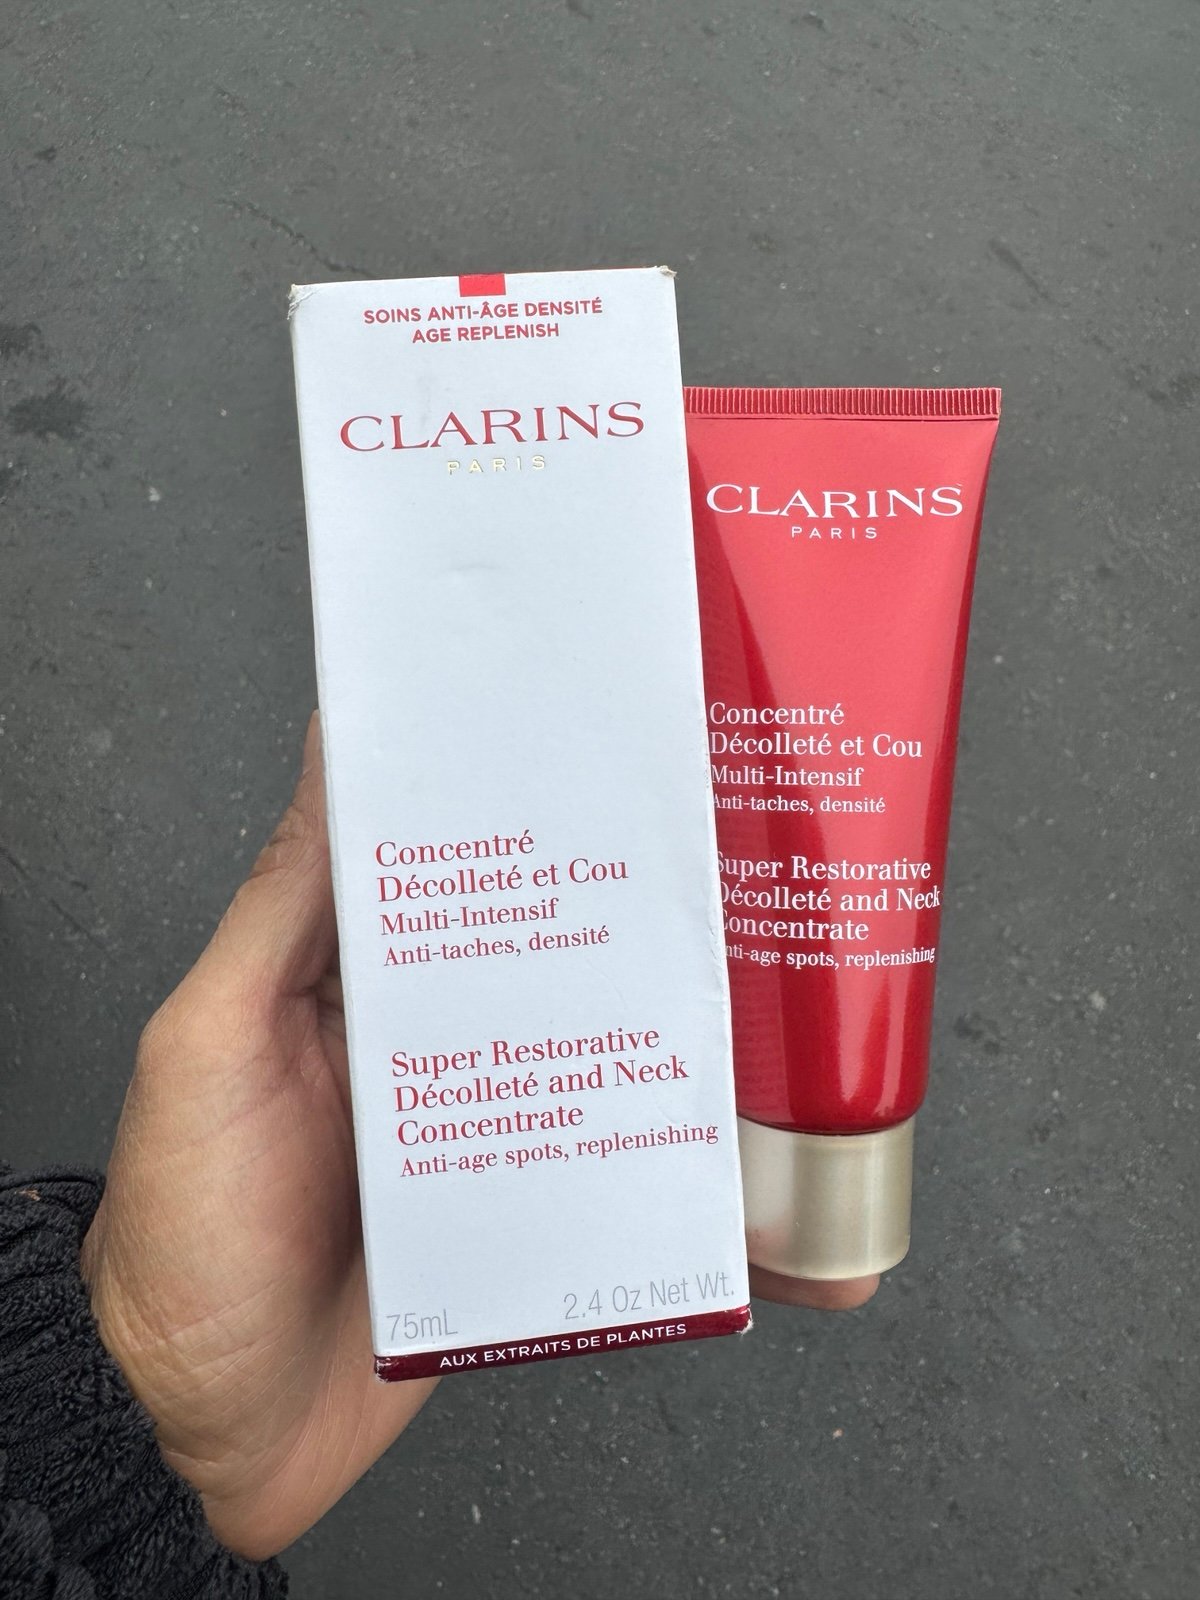 SOINS ANTI-ÂGE DENSITÉ
AGE REPLENISH
CLARINS
PARIS
Concentré
Décolleté et Cou
Multi-Intensif
Anti-taches, densité
Super Restorative
Décolleté and Neck
Concentrate
Anti-age spots, replenishing
75mL
2.4 Oz Net Wt.
AUX EXTRAITS DE PLANTES
CLARINS
PARIS
Concentré
Décolleté et Cou
Multi-Intensif
Anti-taches, densité
Super Restorative
Décolleté and Neck
Concentrate
Anti-age spots, replenishing